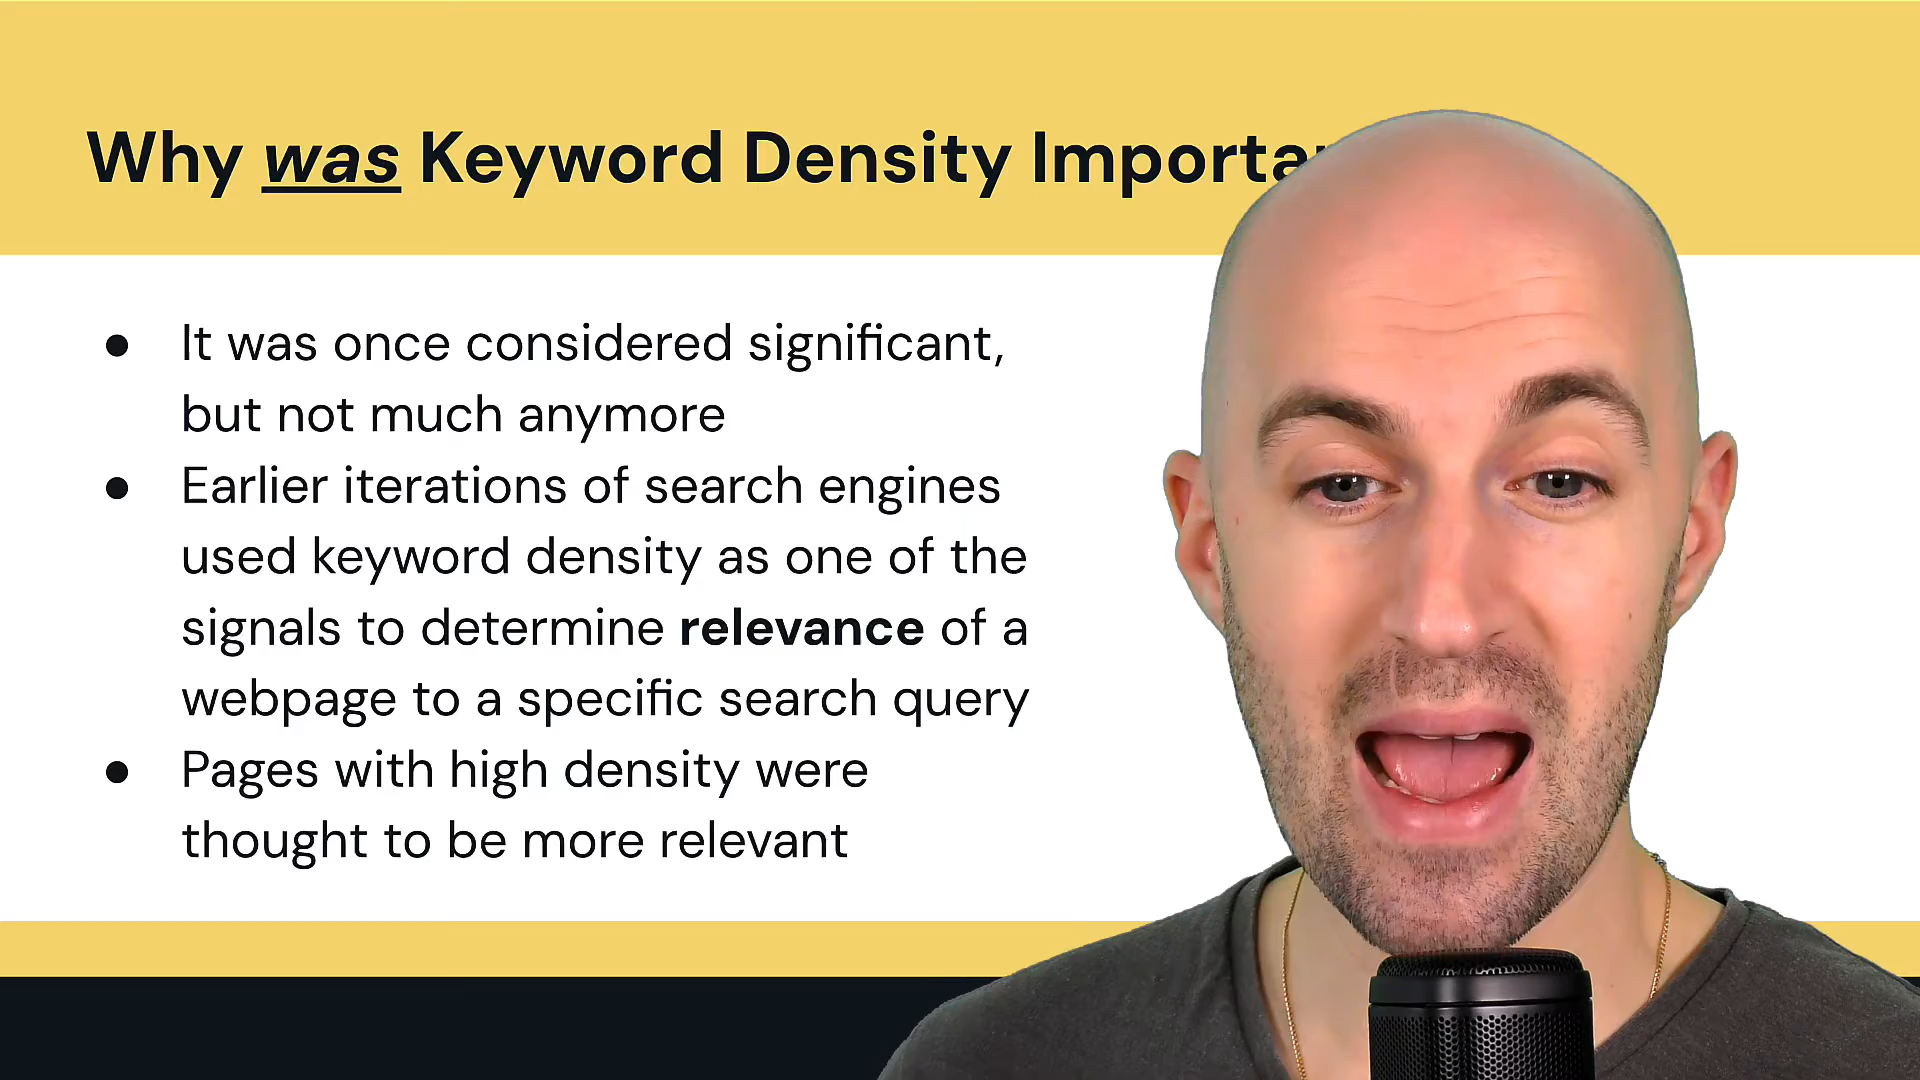 Why was Keyword Density
● It was once considered significant,
but not much anymore
● Earlier iterations of search engines
used keyword density as one of the
signals to determine relevance of a
webpage to a specific search query
● Pages with high density were
thought to be more relevant